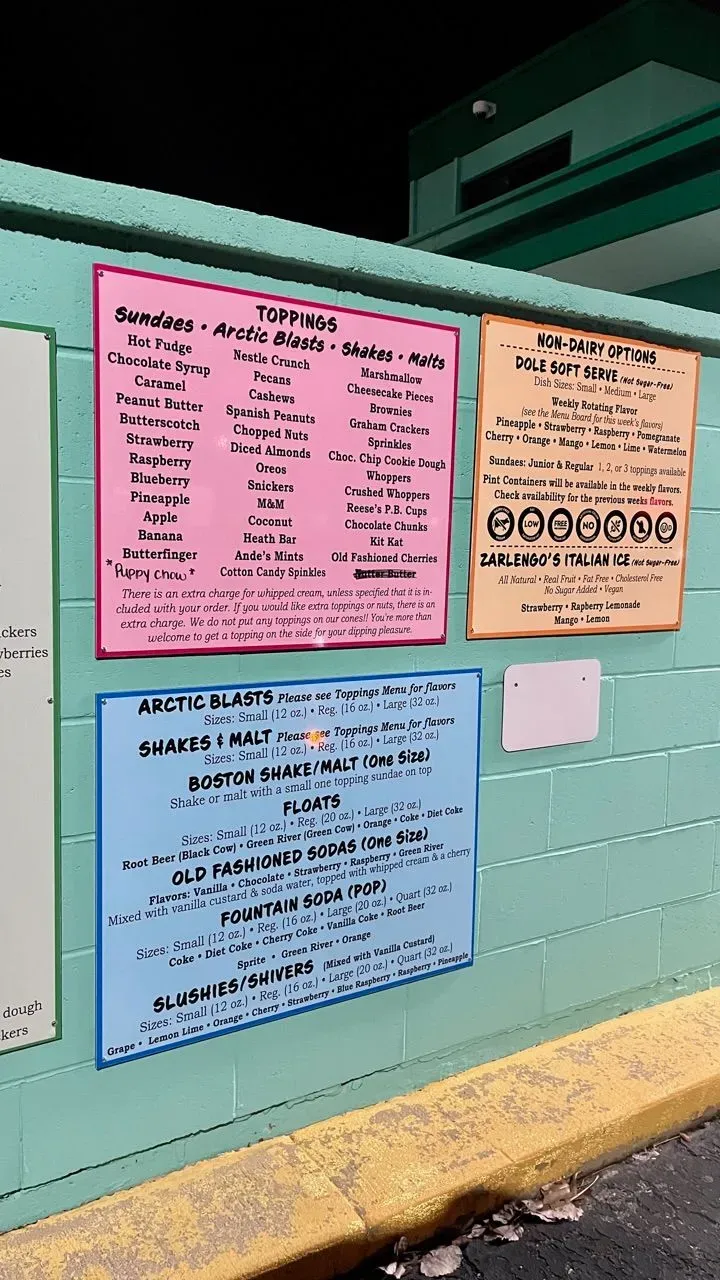 ckers
wberries
es
dough
kers
TOPPINGS
Sundaes • Arctic Blasts • Shakes • Malts
Hot Fudge
Chocolate Syrup
Caramel
Peanut Butter
Butterscotch
Strawberry
Raspberry
Blueberry
Pineapple
Apple
Banana
Butterfinger
*Puppy chow*
Nestle Crunch
Pecans
Cashews
Spanish Peanuts
Chopped Nuts
Diced Almonds
Oreos
Snickers
M&M
Coconut
Heath Bar
Ande's Mints
Cotton Candy Spinkles
Marshmallow
Cheesecake Pieces
Brownies
Graham Crackers
Sprinkles
Choc. Chip Cookie Dough
Whoppers
Crushed Whoppers
Reese's P.B. Cups
Chocolate Chunks
Kit Kat
Old Fashioned Cherries
There is an extra charge for whipped cream, unless specified that it is in-
cluded with your order. If you would like extra toppings or nuts, there is an
extra charge. We do not put any toppings on our cones!! You're more than
welcome to get a topping on the side for your dipping pleasure.
NON-DAIRY OPTIONS
DOLE SOFT SERVE (Not Sugar-Free)
Dish Sizes: Small • Medium • Large
Weekly Rotating Flavor
(see the Menu Board for this week's flavors)
Pineapple • Strawberry • Raspberry • Pomegranate
Cherry • Orange • Mango • Lemon • Lime • Watermelon
Sundaes: Junior & Regular 1, 2, or 3 toppings available
Pint Containers will be available in the weekly flavors.
Check availability for the previous weeks flavors.
LOW FREE NO
ZARLENGO'S ITALIAN ICE (Not Sugar-Free)
All Natural • Real Fruit • Fat Free • Cholesterol Free
No Sugar Added • Vegan
Strawberry • Rapberry Lemonade
Mango • Lemon
ARCTIC BLASTS Please see Toppings Menu for flavors
Sizes: Small (12 oz.) • Reg. (16 oz.) • Large (32 oz.)
SHAKES & MALT Please see Toppings Menu for flavors
Sizes: Small (12 oz.) • Reg. (16 oz.) • Large (32 oz.)
BOSTON SHAKE/MALT (One Size)
Shake or malt with a small one topping sundae on top
FLOATS
Sizes: Small (12 oz.) • Reg. (20 oz.) • Large (32 oz.)
Root Beer (Black Cow) • Green River (Green Cow) • Orange • Coke • Diet Coke
OLD FASHIONED SODAS (One Size)
Flavors: Vanilla • Chocolate • Strawberry • Raspberry • Green River
Mixed with vanilla custard & soda water, topped with whipped cream & a cherry
FOUNTAIN SODA (POP)
Sizes: Small (12 oz.) • Reg. (16 oz.) • Large (20 oz.) • Quart (32 oz.)
Coke • Diet Coke • Cherry Coke • Vanilla Coke • Root Beer
Sprite • Green River • Orange
SLUSHIES/SHIVERS (Mixed with Vanilla Custard)
Sizes: Small (12 oz.) • Reg. (16 oz.) • Large (20 oz.) • Quart (32 oz.)
Grape • Lemon Lime • Orange • Cherry • Strawberry • Blue Raspberry • Raspberry • Pineapple